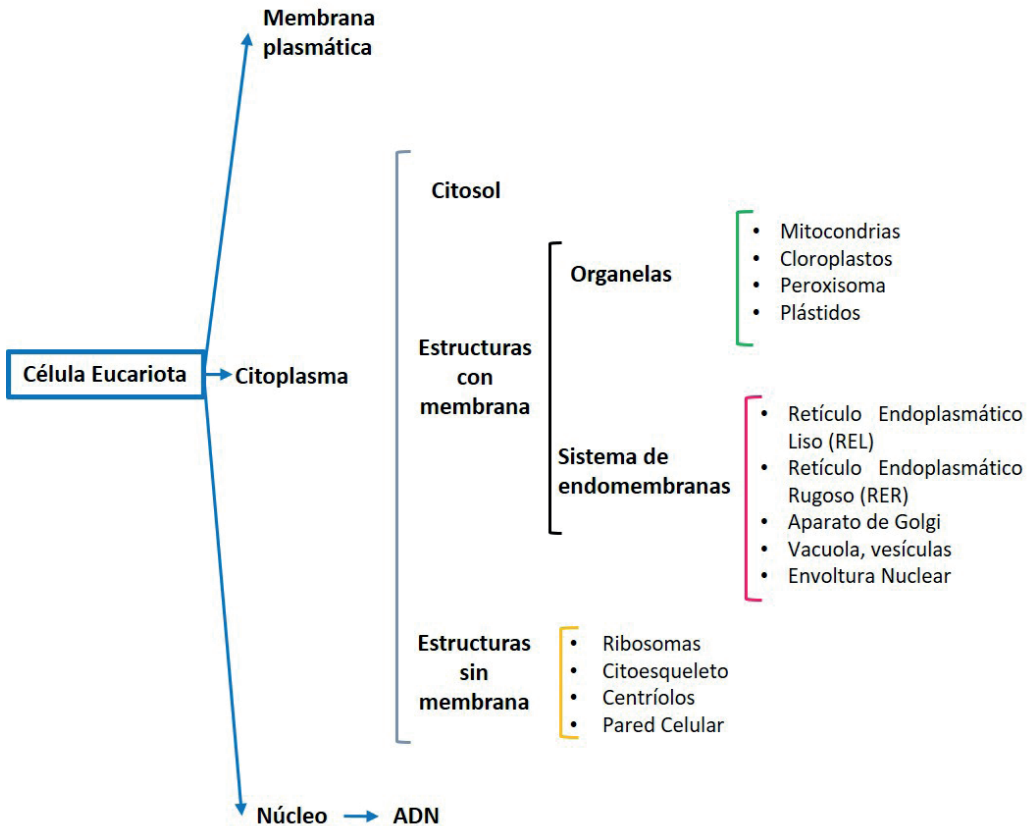 Membrana
plasmática
Citosol
Organelas
• Mitocondrias
• Cloroplastos
• Peroxisoma
• Plástidos
Estructuras
con
membrana
Célula Eucariota
Citoplasma
Sistema de
endomembranas
• Retículo Endoplasmático
Liso (REL)
• Retículo Endoplasmático
Rugoso (RER)
• Aparato de Golgi
• Vacuola, vesículas
• Envoltura Nuclear
Estructuras
sin
membrana
• Ribosomas
• Citoesqueleto
• Centríolos
• Pared Celular
Núcleo
ADN